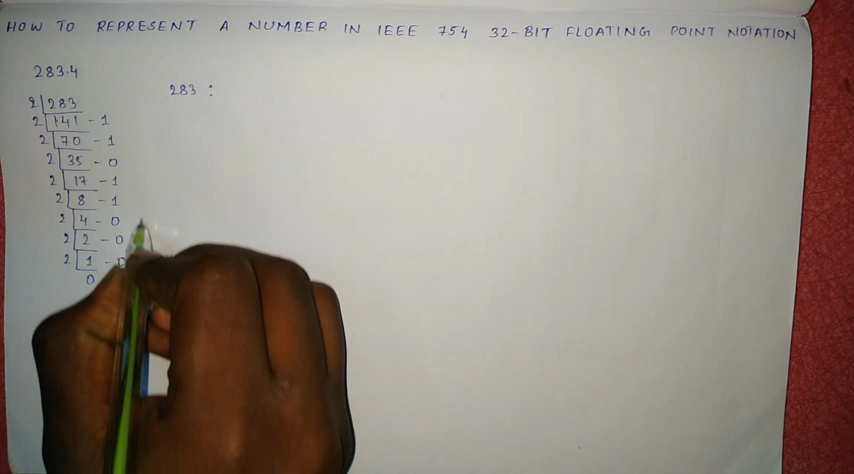 HOW TO REPRESENT A NUMBER IN IEEE 754 32-BIT FLOATING POINT NOTATION
283.4
283 :
2 283
2 141 - 1
2 70 - 1
2 35 - 0
2 17 - 1
2 8 - 1
2 4 - 0
2 2 - 0
2 1 - 0
0